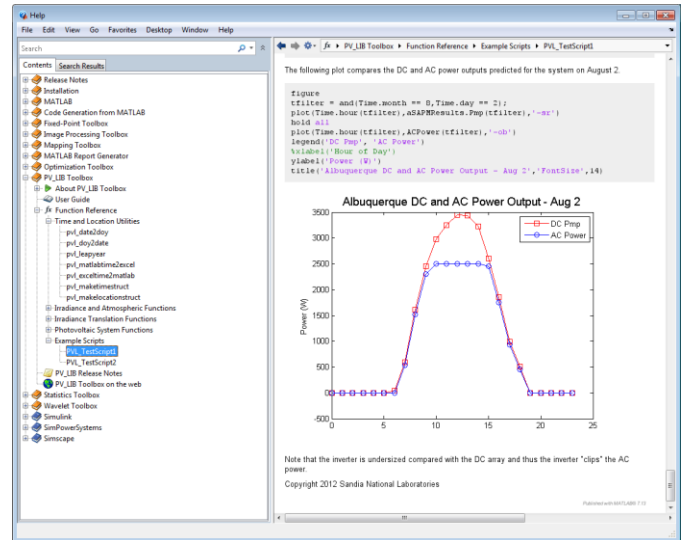 Help
File Edit View Go Favorites Desktop Window Help
Search
Contents Search Results
Release Notes
Installation
MATLAB
Code Generation from MATLAB
Fixed-Point Toolbox
Image Processing Toolbox
Mapping Toolbox
MATLAB Report Generator
Optimization Toolbox
PV_LIB Toolbox
About PV_LIB Toolbox
User Guide
fx Function Reference
Time and Location Utilities
pvl_date2doy
pvl_doy2date
pvl_leapyear
pvl_matlabtime2excel
pvl_exceltime2matlab
pvl_maketimestruct
pvl_makelocationstruct
Irradiance and Atmospheric Functions
Irradiance Translation Functions
Photovoltaic System Functions
Example Scripts
PVL_TestScript1
PVL_TestScript2
PV_LIB Release Notes
PV_LIB Toolbox on the web
Statistics Toolbox
Wavelet Toolbox
Simulink
SimPowerSystems
Simscape
fx PV_LIB Toolbox Function Reference Example Scripts PVL_TestScript1
The following plot compares the DC and AC power outputs predicted for the system on August 2.
figure
tfilter = and(Time.month == 8,Time.day == 2);
plot(Time.hour(tfilter),aSAPMResults.Pmp(tfilter),'-sr')
hold all
plot(Time.hour(tfilter),ACPower(tfilter),'-ob')
legend('DC Pmp', 'AC Power')
%xlabel('Hour of Day')
ylabel('Power (W)')
title('Albuquerque DC and AC Power Output - Aug 2','FontSize',14)
Albuquerque DC and AC Power Output - Aug 2
DC Pmp
AC Power
Power (W)
3500
3000
2500
2000
1500
1000
500
0
-500
0 5 10 15 20 25
Note that the inverter is undersized compared with the DC array and thus the inverter "clips" the AC
power.
Copyright 2012 Sandia National Laboratories
Published with MATLAB® 7.13